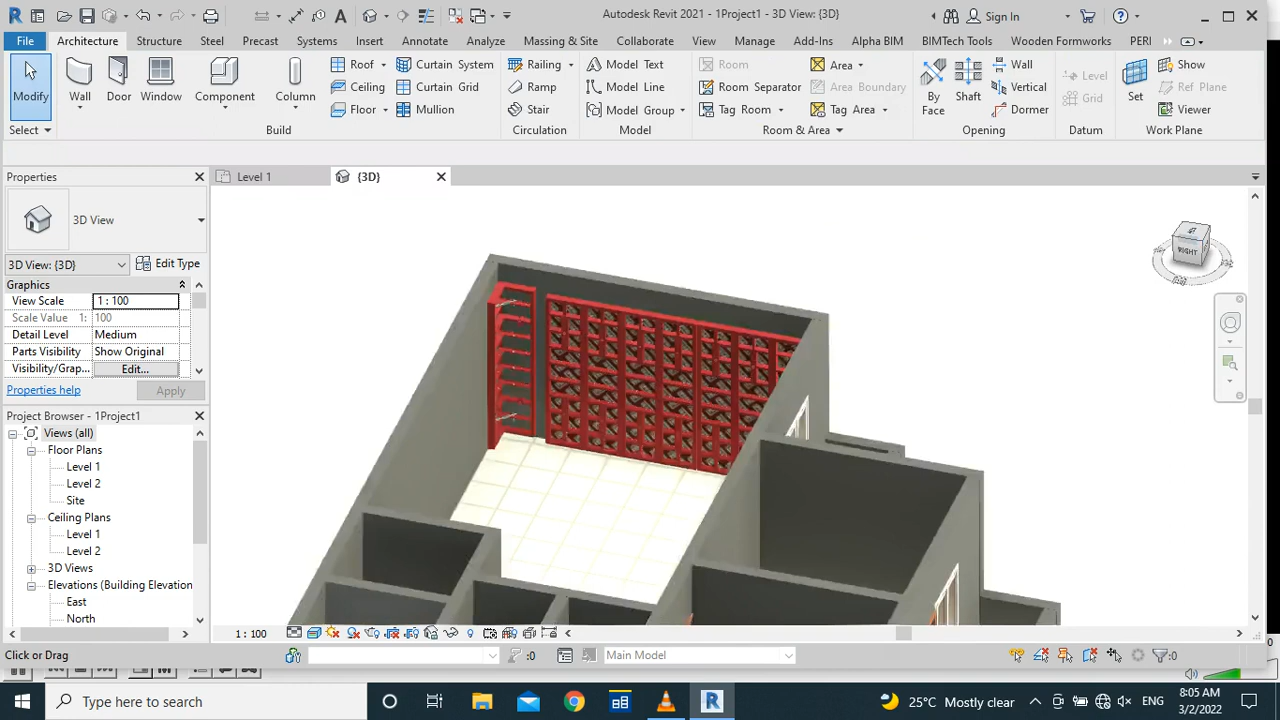 Autodesk Revit 2021 - 1Project1 - 3D View: {3D}
Sign In
File Architecture Structure Steel Precast Systems Insert Annotate Analyze Massing & Site Collaborate View Manage Add-Ins Alpha BIM BIMTech Tools Wooden Formworks PERI
Modify
Wall
Door
Window
Component
Column
Roof
Ceiling
Floor
Curtain System
Curtain Grid
Mullion
Railing
Ramp
Stair
Model Text
Model Line
Model Group
Room
Room Separator
Tag Room
Area
Area Boundary
Tag Area
By Face
Shaft
Wall
Vertical
Dormer
Level
Grid
Set
Show
Ref Plane
Viewer
Select Build Circulation Model Room & Area Opening Datum Work Plane
Properties
Level 1
{3D}
3D View
3D View: {3D}
Edit Type
Graphics
View Scale 1 : 100
Scale Value 1: 100
Detail Level Medium
Parts Visibility Show Original
Visibility/Grap... Edit...
Properties help
Apply
Project Browser - 1Project1
Views (all)
Floor Plans
Level 1
Level 2
Site
Ceiling Plans
Level 1
Level 2
3D Views
Elevations (Building Elevation
East
North
RIGHT
1 : 100
Click or Drag
:0
Main Model
:0
Type here to search
25°C Mostly clear
ENG
8:05 AM
3/2/2022